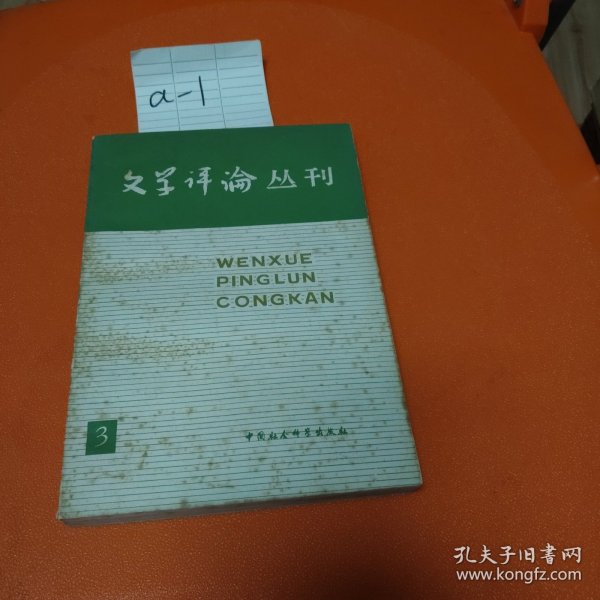 a-1
文学评论丛刊
WENXUE
PINGLUN
CONGKAN
3
中国社会科学出版社
孔夫子旧書网
www.kongfz.com